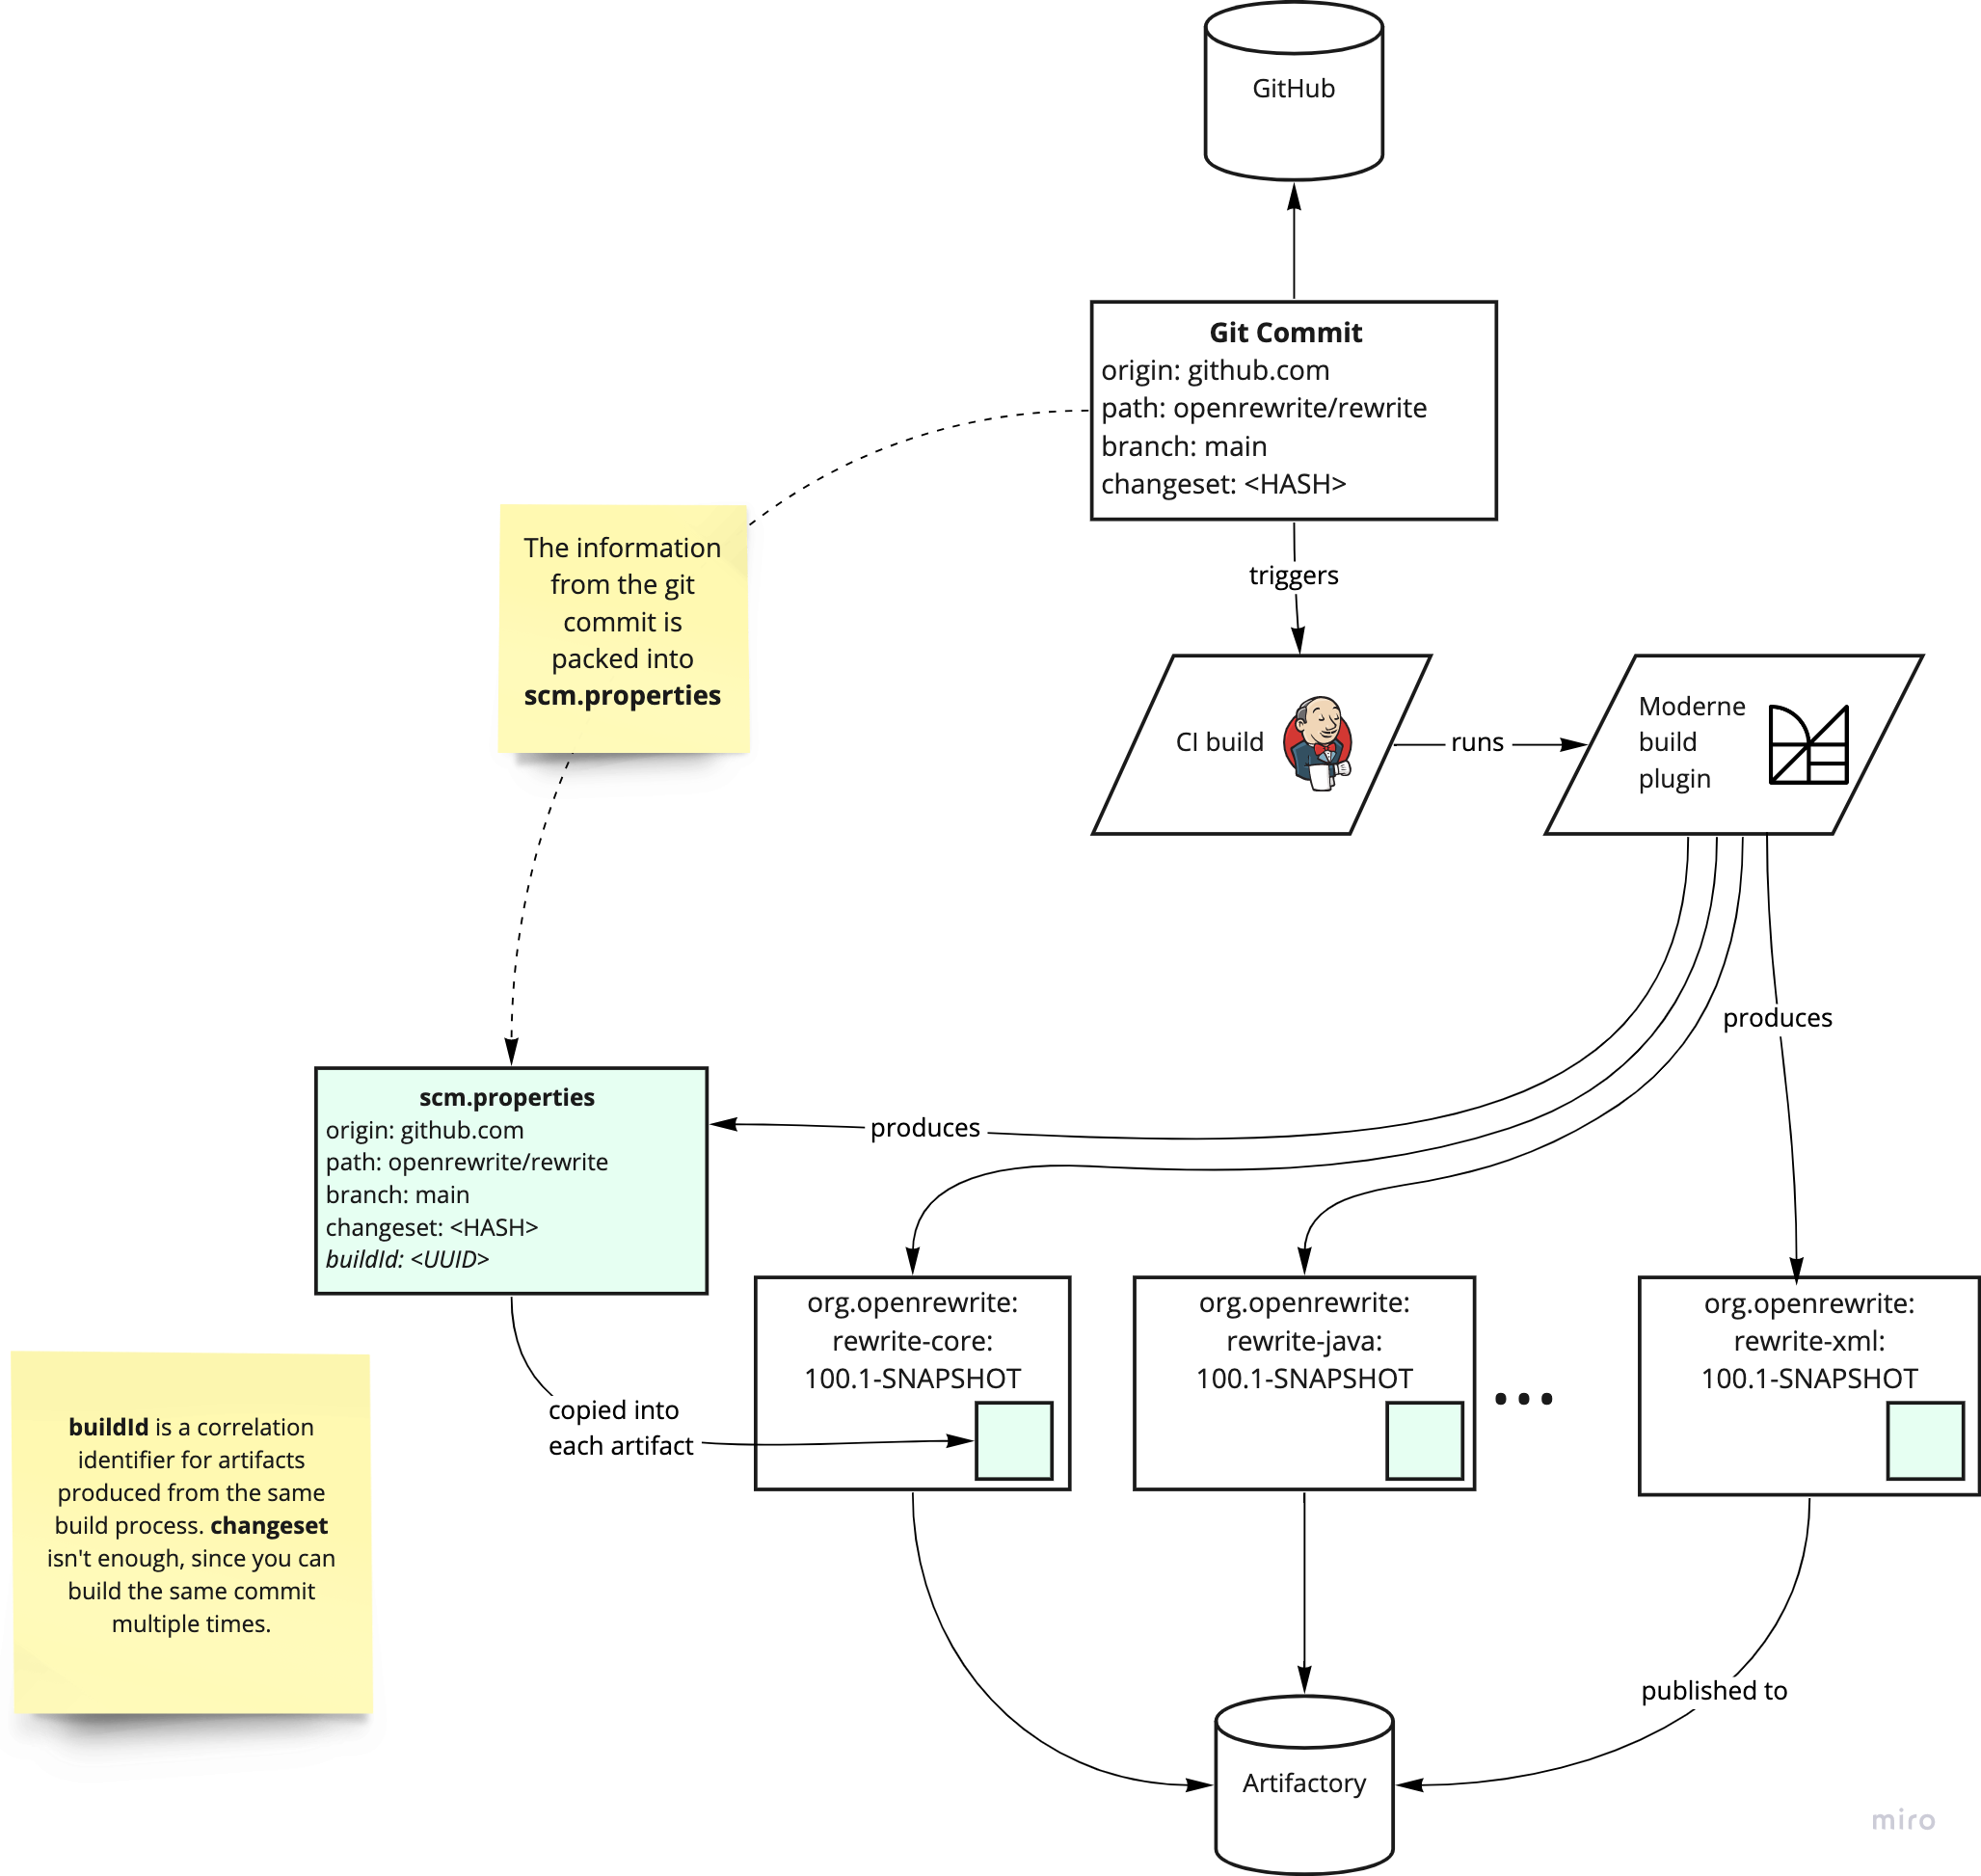 GitHub
Git Commit
origin: github.com
path: openrewrite/rewrite
branch: main
changeset: <HASH>
The information
from the git
commit is
packed into
scm.properties
triggers
CI build
runs
Moderne
build
plugin
produces
produces
scm.properties
origin: github.com
path: openrewrite/rewrite
branch: main
changeset: <HASH>
buildId: <UUID>
org.openrewrite:
rewrite-core:
100.1-SNAPSHOT
org.openrewrite:
rewrite-java:
100.1-SNAPSHOT
...
org.openrewrite:
rewrite-xml:
100.1-SNAPSHOT
copied into
each artifact
buildId is a correlation
identifier for artifacts
produced from the same
build process. changeset
isn't enough, since you can
build the same commit
multiple times.
published to
Artifactory
miro